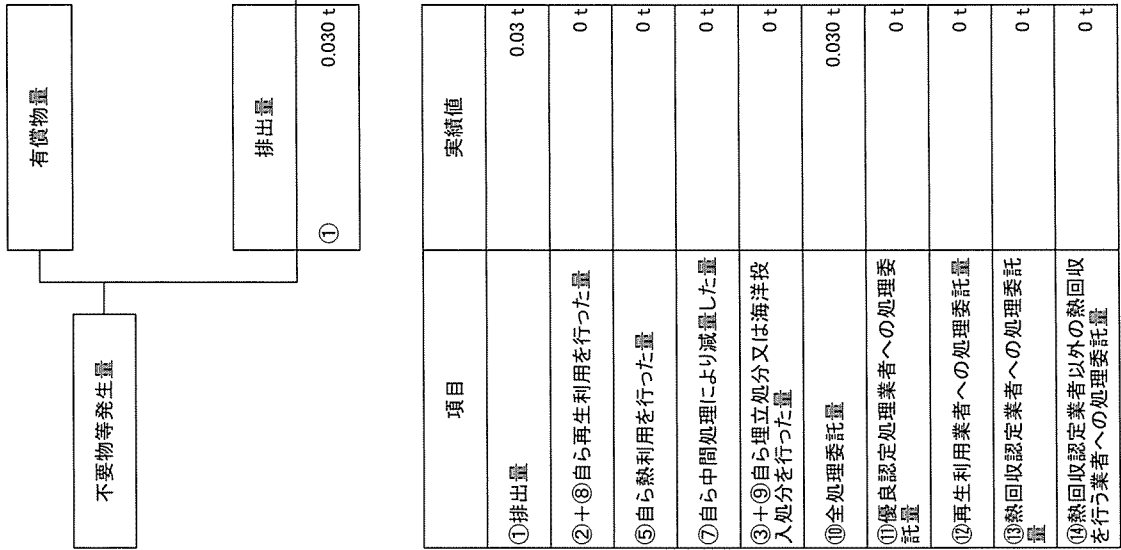 不要物等発生量
有償物量
排出量
① 0.030 t
項目 実績値
①排出量 0.03 t
②+⑧自ら再生利用を行った量 0 t
⑤自ら熱利用を行った量 0 t
⑦自ら中間処理により減量した量 0 t
③+⑨自ら埋立処分又は海洋投
入処分を行った量 0 t
⑩全処理委託量 0.030 t
⑪優良認定処理業者への処理委
託量 0 t
⑫再生利用業者への処理委託量 0 t
⑬熱回収認定業者への処理委託
量 0 t
⑭熱回収認定業者以外の熱回収
を行う業者への処理委託量 0 t